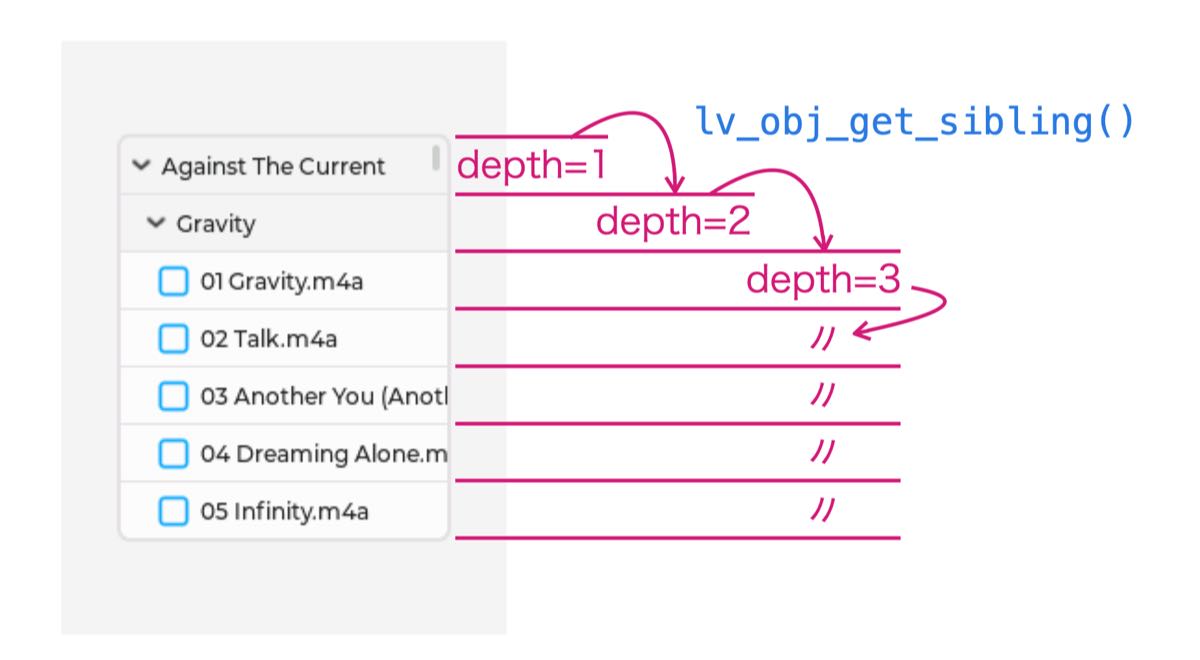 lv_obj_get_sibling()
Against The Current
depth=1
Gravity
depth=2
01 Gravity.m4a
depth=3
02 Talk.m4a
〃
03 Another You (Anotl
〃
04 Dreaming Alone.m
〃
05 Infinity.m4a
〃